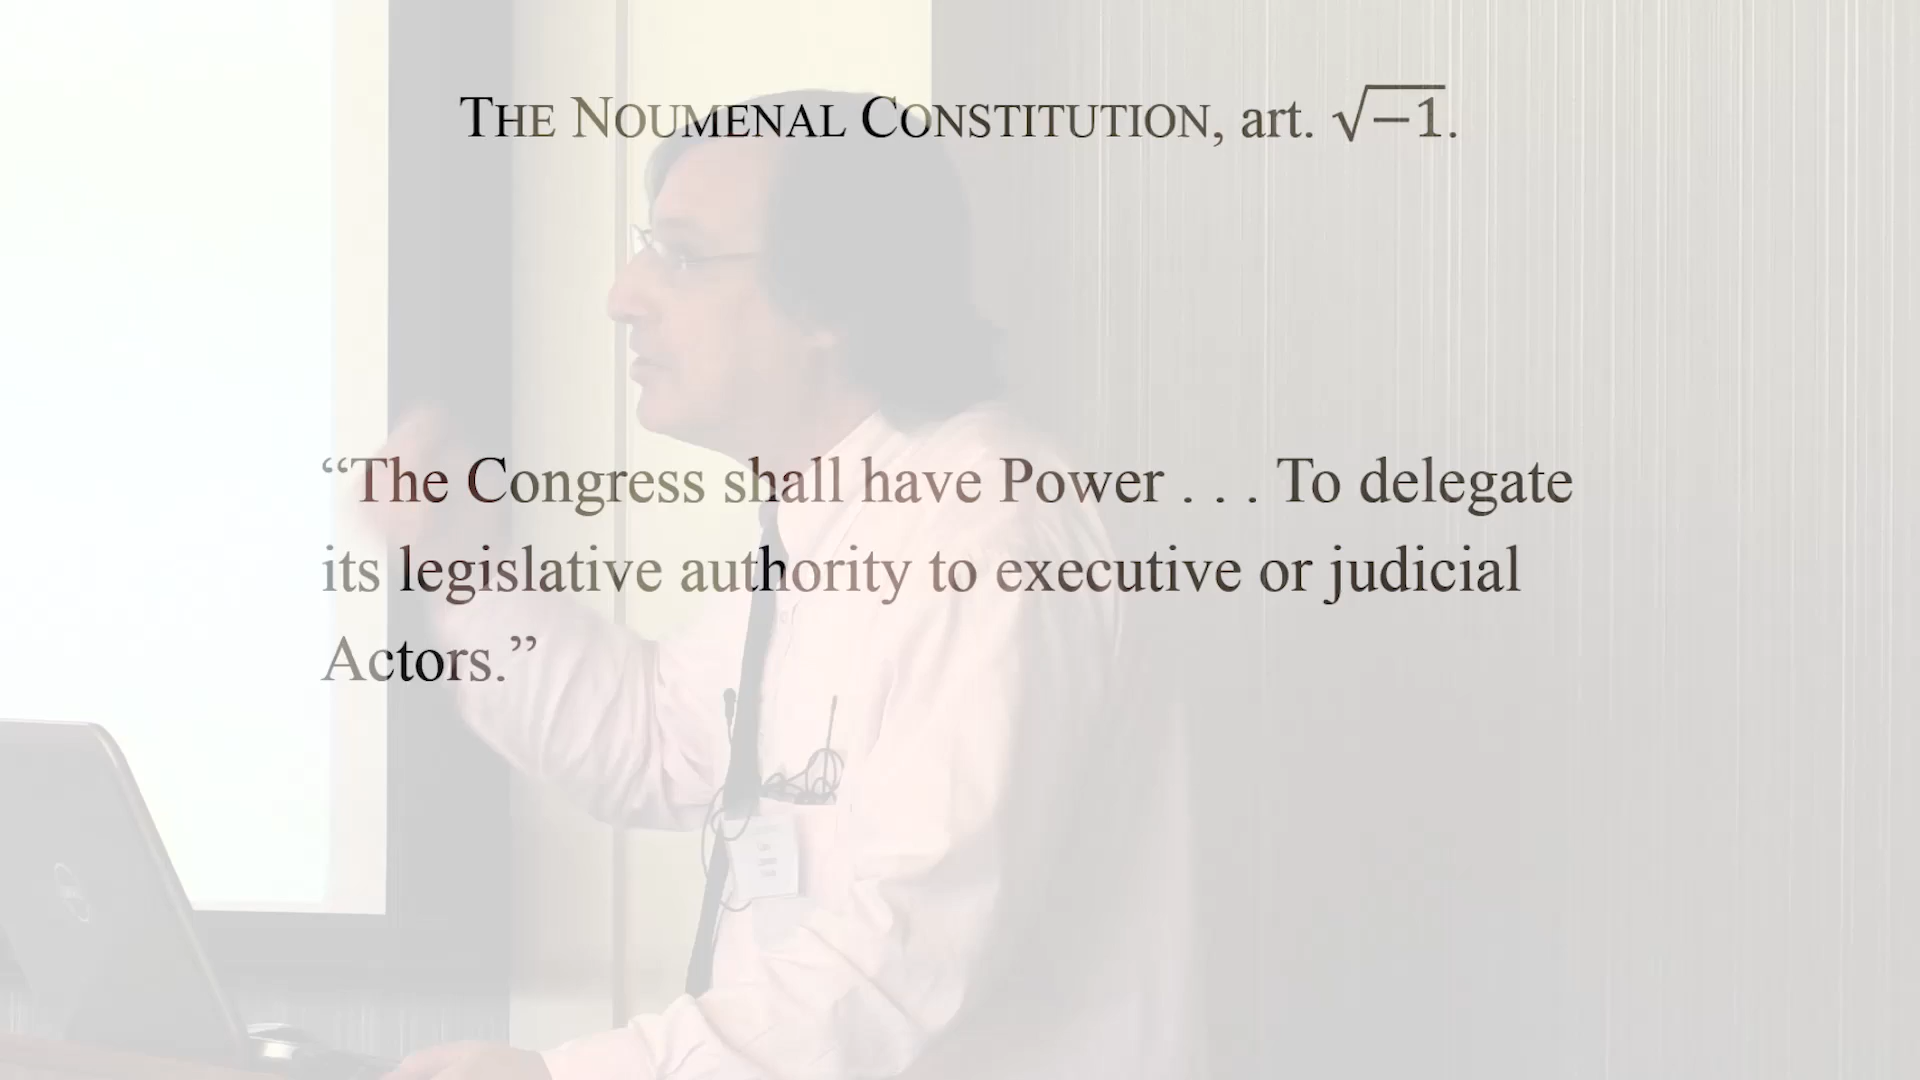 THE NOUMENAL CONSTITUTION, art. √−1.
“The Congress shall have Power . . . To delegate
its legislative authority to executive or judicial
Actors.”